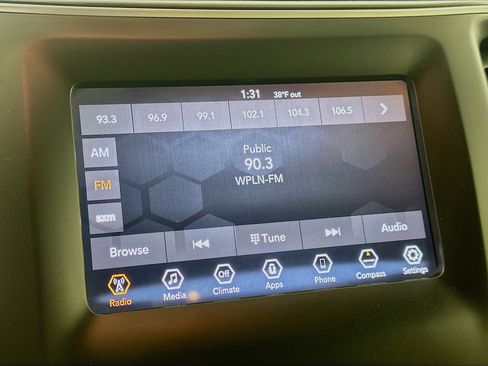 1:31 38°F out
93.3 96.9 99.1 102.1 104.3 106.5
AM
Public
90.3
FM
WPLN-FM
sxm
Browse Tune Audio
Off
Radio Media Climate Apps Phone Compass Settings